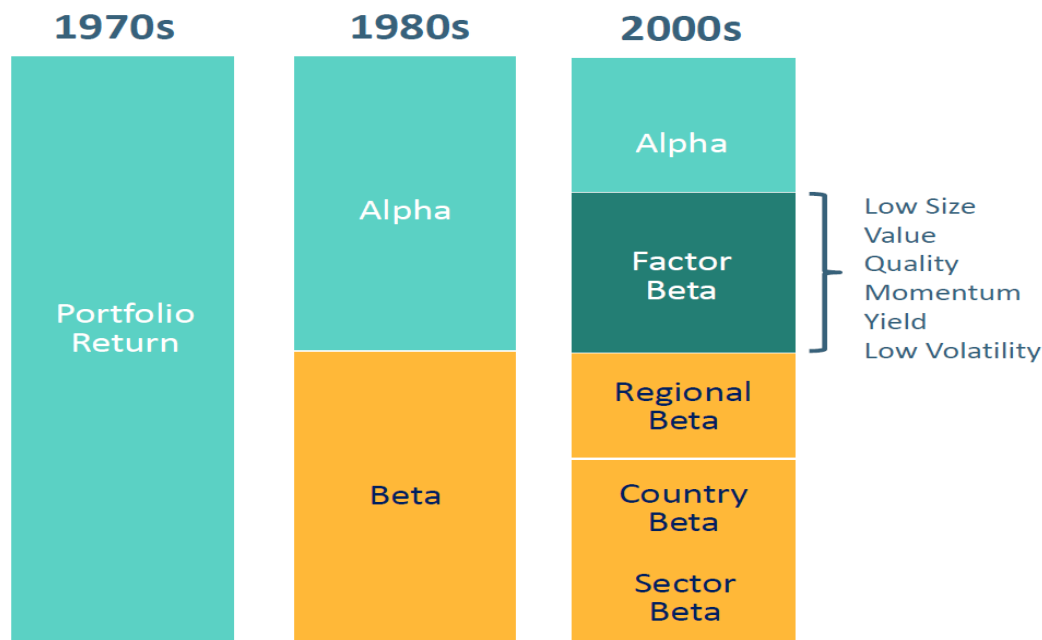 1970s
Portfolio
Return
1980s
Alpha
Beta
2000s
Alpha
Factor
Beta
Low Size
Value
Quality
Momentum
Yield
Low Volatility
Regional
Beta
Country
Beta
Sector
Beta